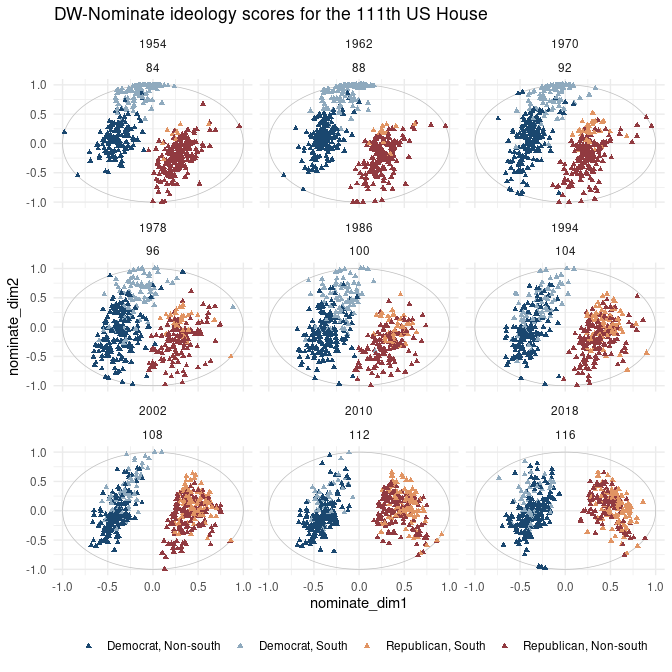 DW-Nominate ideology scores for the 111th US House
1954 1962 1970
84 88 92
1.0
0.5
0.0
-0.5
-1.0
1978 1986 1994
96 100 104
1.0
0.5
0.0
-0.5
-1.0
nominate_dim2
2002 2010 2018
108 112 116
1.0
0.5
0.0
-0.5
-1.0
-1.0 -0.5 0.0 0.5 1.0 -1.0 -0.5 0.0 0.5 1.0 -1.0 -0.5 0.0 0.5 1.0
nominate_dim1
Democrat, Non-south Democrat, South Republican, South Republican, Non-south